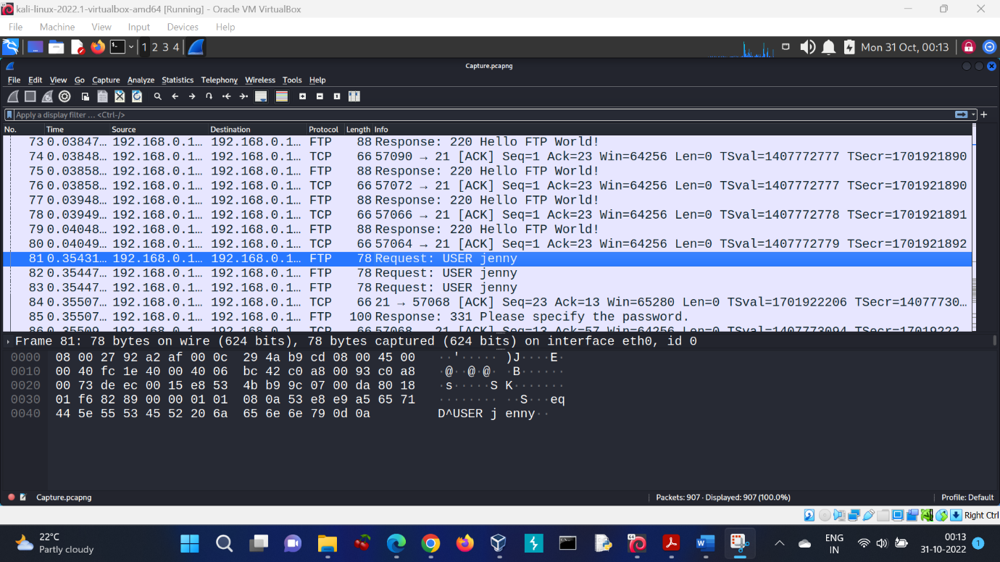 kali-linux-2022.1-virtualbox-amd64 [Running] - Oracle VM VirtualBox
File Machine View Input Devices Help
1 2 3 4 Mon 31 Oct, 00:13
Capture.pcapng
File Edit View Go Capture Analyze Statistics Telephony Wireless Tools Help
Apply a display filter ... <Ctrl-/>
No. Time Source Destination Protocol Length Info
73 0.03847… 192.168.0.1… 192.168.0.1… FTP 88 Response: 220 Hello FTP World!
74 0.03848… 192.168.0.1… 192.168.0.1… TCP 66 57090 → 21 [ACK] Seq=1 Ack=23 Win=64256 Len=0 TSval=1407772777 TSecr=1701921890
75 0.03858… 192.168.0.1… 192.168.0.1… FTP 88 Response: 220 Hello FTP World!
76 0.03858… 192.168.0.1… 192.168.0.1… TCP 66 57072 → 21 [ACK] Seq=1 Ack=23 Win=64256 Len=0 TSval=1407772777 TSecr=1701921890
77 0.03948… 192.168.0.1… 192.168.0.1… FTP 88 Response: 220 Hello FTP World!
78 0.03949… 192.168.0.1… 192.168.0.1… TCP 66 57066 → 21 [ACK] Seq=1 Ack=23 Win=64256 Len=0 TSval=1407772778 TSecr=1701921891
79 0.04048… 192.168.0.1… 192.168.0.1… FTP 88 Response: 220 Hello FTP World!
80 0.04049… 192.168.0.1… 192.168.0.1… TCP 66 57064 → 21 [ACK] Seq=1 Ack=23 Win=64256 Len=0 TSval=1407772779 TSecr=1701921892
81 0.35431… 192.168.0.1… 192.168.0.1… FTP 78 Request: USER jenny
82 0.35447… 192.168.0.1… 192.168.0.1… FTP 78 Request: USER jenny
83 0.35447… 192.168.0.1… 192.168.0.1… FTP 78 Request: USER jenny
84 0.35507… 192.168.0.1… 192.168.0.1… TCP 66 21 → 57068 [ACK] Seq=23 Ack=13 Win=65280 Len=0 TSval=1701922206 TSecr=14077730…
85 0.35507… 192.168.0.1… 192.168.0.1… FTP 100 Response: 331 Please specify the password.
86 0.35509… 192.168.0.1… 192.168.0.1… TCP 66 57068 → 21 [ACK] Seq=13 Ack=57 Win=64256 Len=0 TSval=1407773094 TSecr=17019222…
Frame 81: 78 bytes on wire (624 bits), 78 bytes captured (624 bits) on interface eth0, id 0
0000 08 00 27 92 a2 af 00 0c 29 4a b9 cd 08 00 45 00 ··'····· )J····E·
0010 00 40 fc 1e 40 00 40 06 bc 42 c0 a8 00 93 c0 a8 ·@··@·@· ·B······
0020 00 73 de ec 00 15 e8 53 4b b9 9c 07 00 da 80 18 ·s·····S K·······
0030 01 f6 82 89 00 00 01 01 08 0a 53 e8 e9 a5 65 71 ········ ··S···eq
0040 44 5e 55 53 45 52 20 6a 65 6e 6e 79 0d 0a D^USER j enny··
Capture.pcapng Packets: 907 · Displayed: 907 (100.0%) Profile: Default
Right Ctrl
22°C
Partly cloudy
ENG
IN
00:13
31-10-2022
1